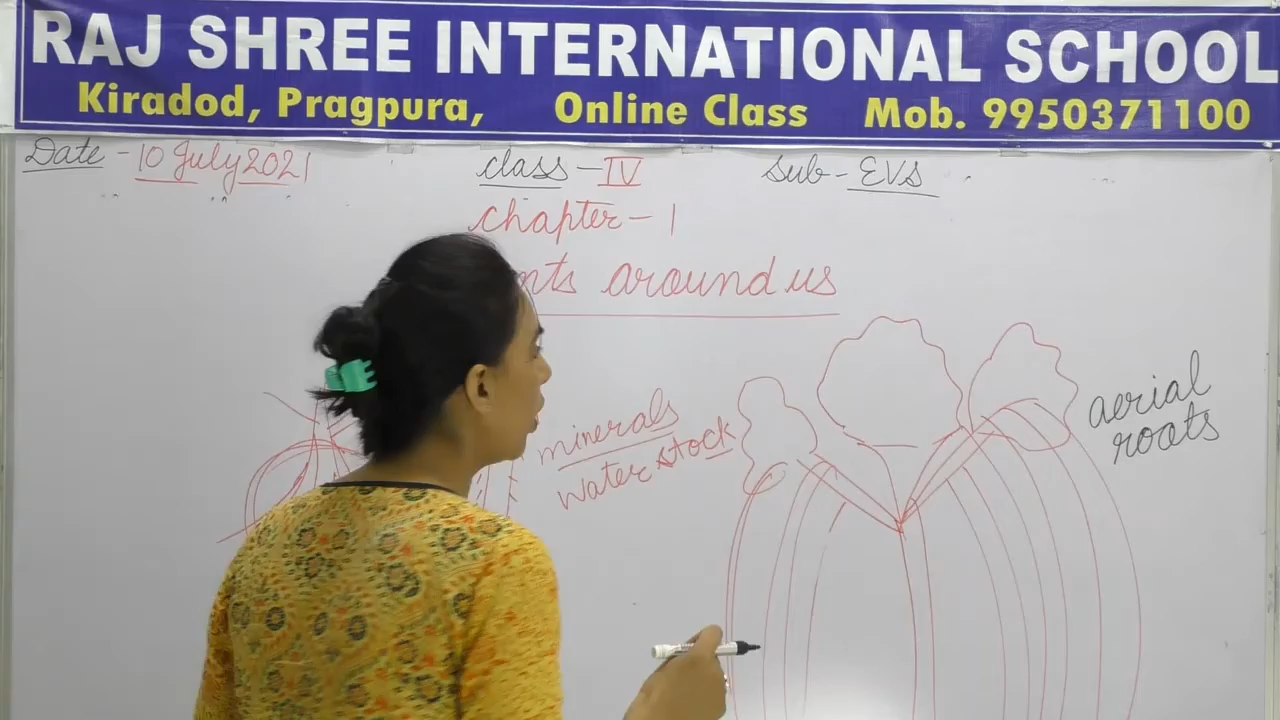 RAJ SHREE INTERNATIONAL SCHOOL
Kiradod, Pragpura, Online Class Mob. 9950371100
Date - 10 July 2021 class - IV Sub - EVS
chapter - 1
nts around us
minerals
water stock
aerial
roots